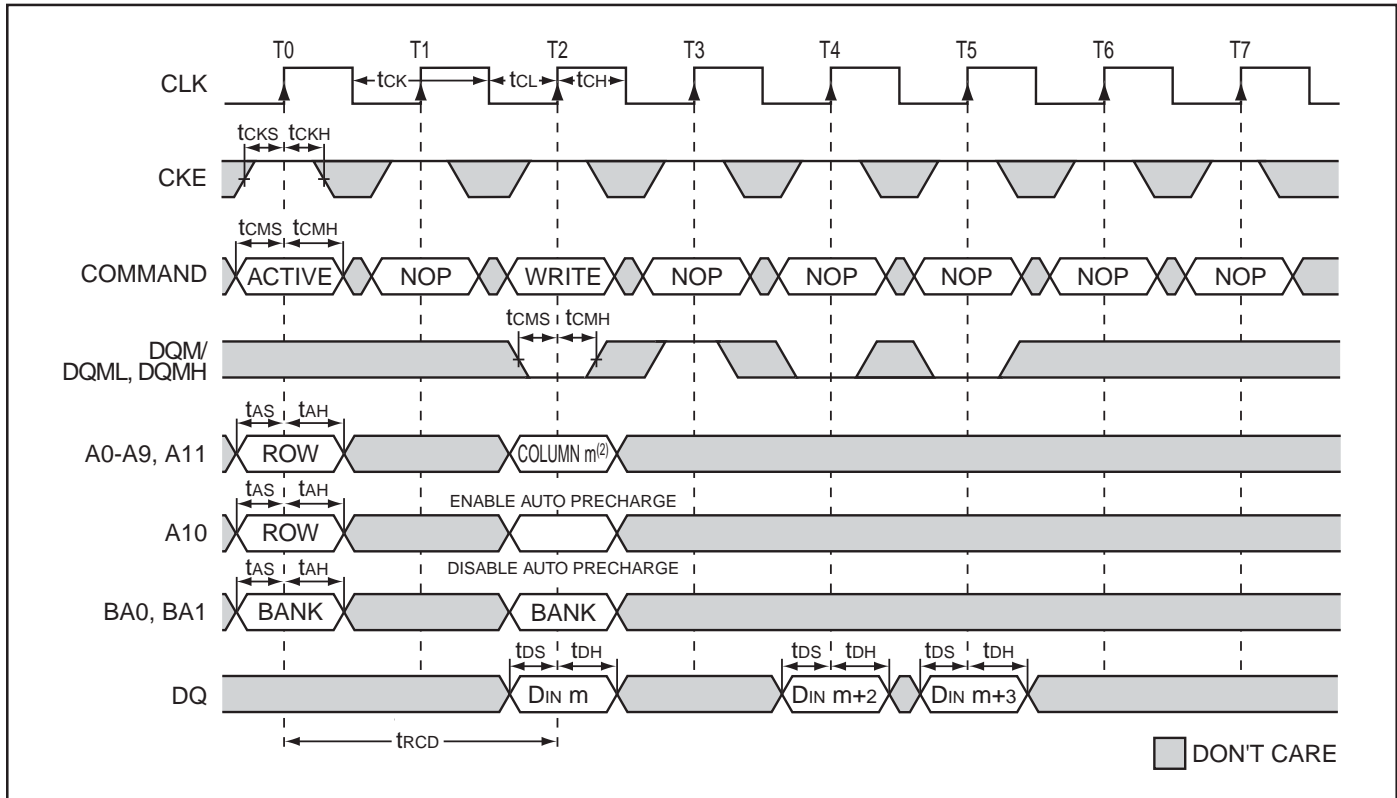 T0 T1 T2 T3 T4 T5 T6 T7
CLK
tCK tCL tCH
tCKS tCKH
CKE
tCMS tCMH
COMMAND ACTIVE NOP WRITE NOP NOP NOP NOP NOP
tCMS tCMH
DQM/
DQML, DQMH
tAS tAH
A0-A9, A11 ROW COLUMN m(2)
tAS tAH ENABLE AUTO PRECHARGE
A10 ROW
tAS tAH DISABLE AUTO PRECHARGE
BA0, BA1 BANK BANK
tDS tDH tDS tDH tDS tDH
DQ DIN m DIN m+2 DIN m+3
tRCD
DON'T CARE